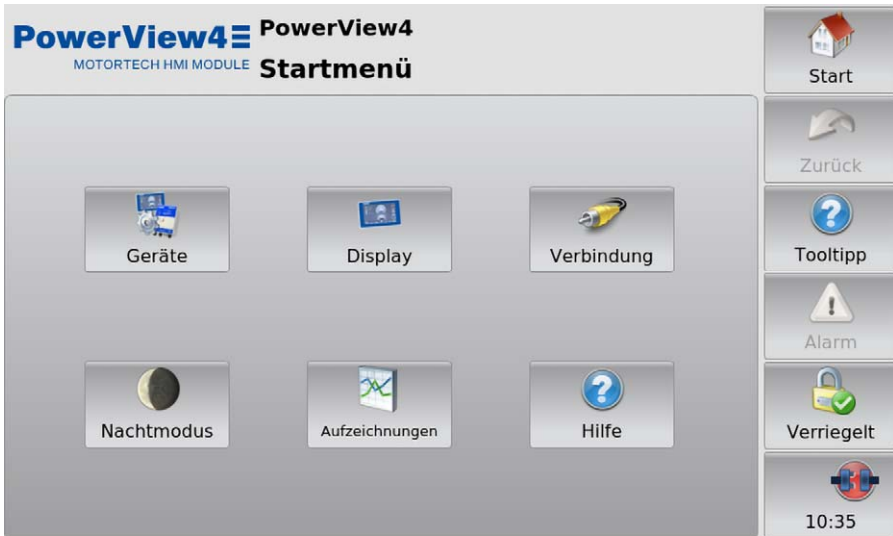 PowerView4
MOTORTECH HMI MODULE
PowerView4
Startmenü
Geräte
Display
Verbindung
Nachtmodus
Aufzeichnungen
Hilfe
Start
Zurück
Tooltipp
Alarm
Verriegelt
10:35